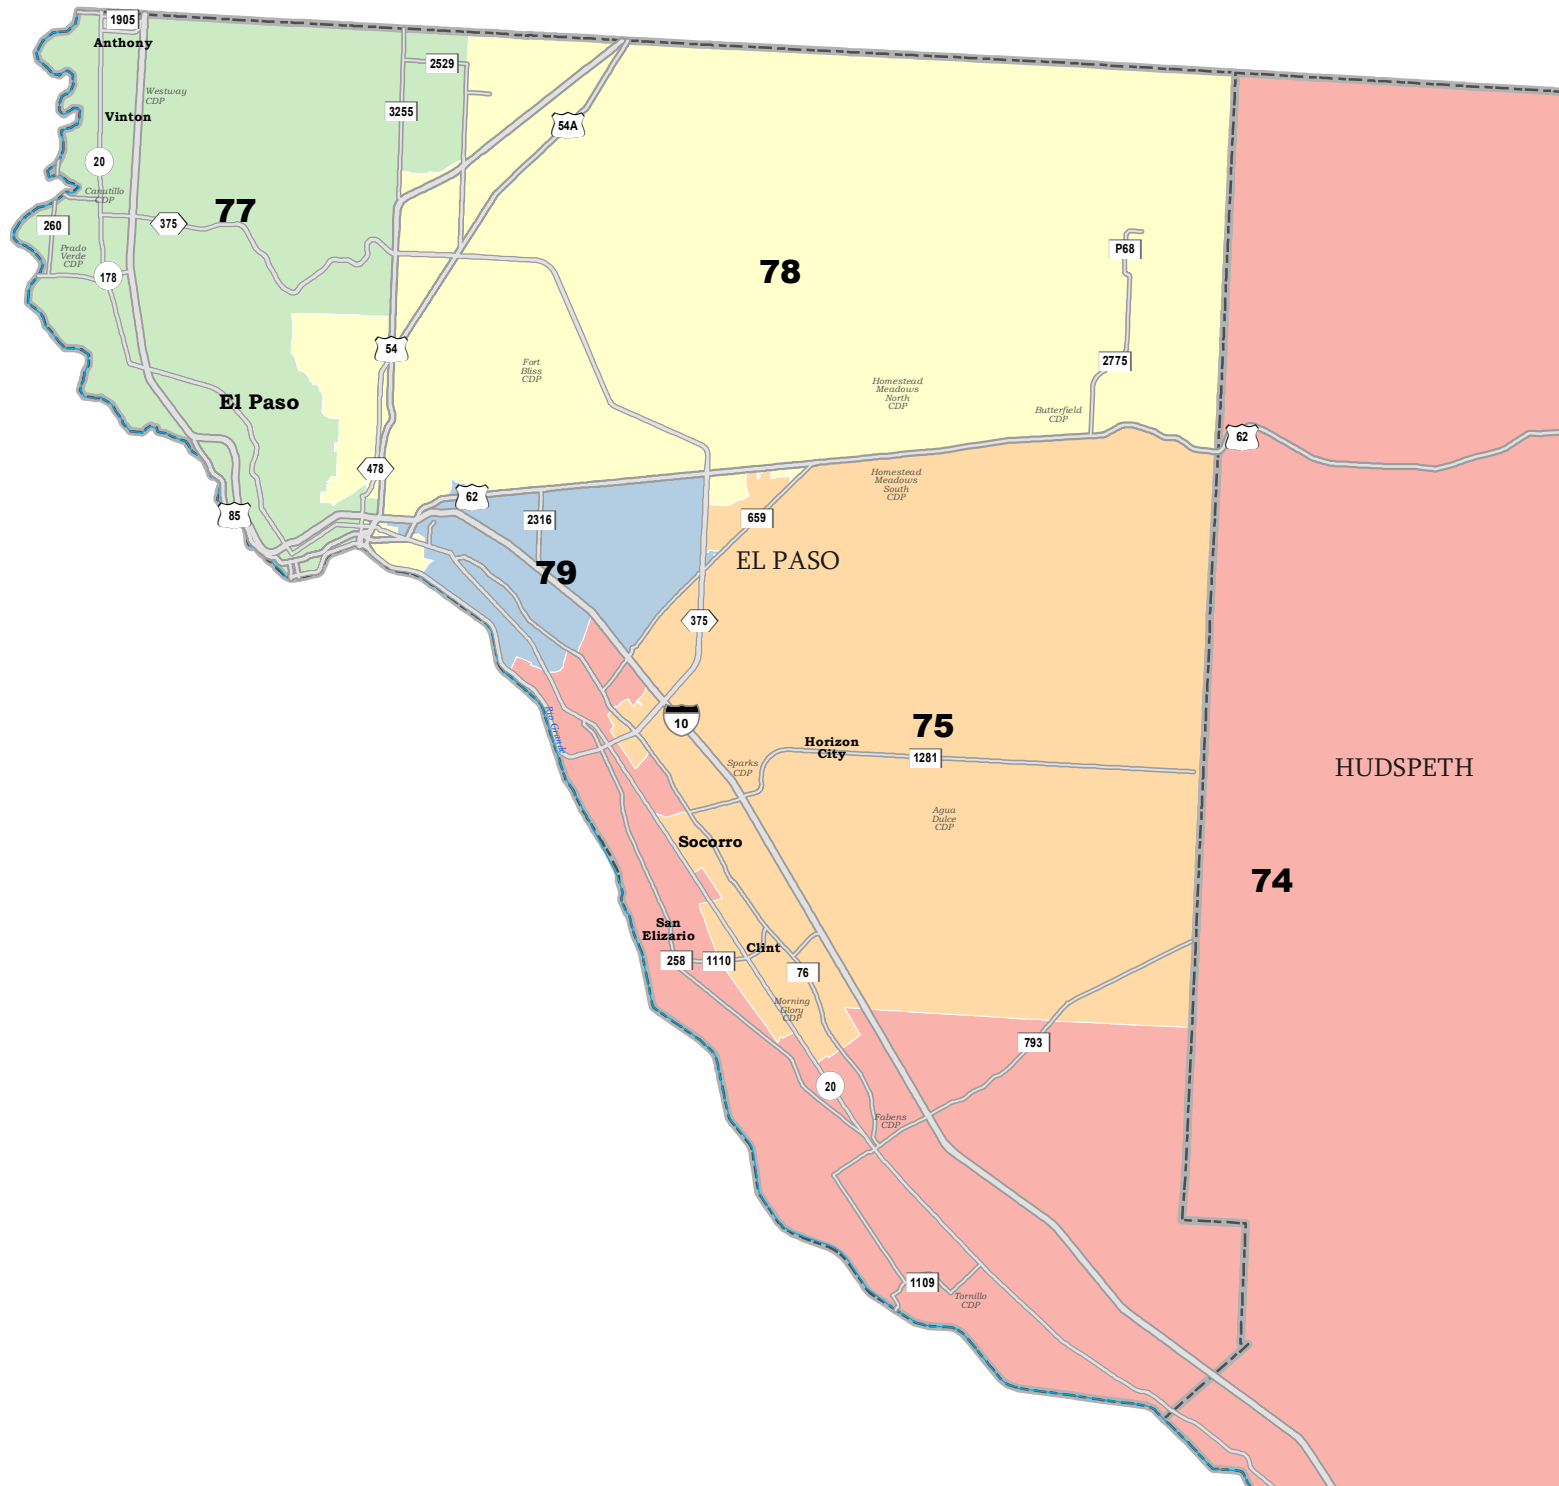 1905
Anthony
2529
Westway
CDP
3255
Vinton
54A
20
Canutillo
CDP
77
260
375
Prado
Verde
CDP
178
P68
78
54
2775
Fort
Bliss
CDP
Homestead
Meadows
North
CDP
El Paso
Butterfield
CDP
62
478
Homestead
Meadows
South
CDP
62
85
2316
659
EL PASO
79
375
Rio Grande
10
75
Horizon
City
1281
Sparks
CDP
HUDSPETH
Agua
Dulce
CDP
Socorro
74
San
Elizario
Clint
258
1110
76
Morning
Glory
CDP
793
20
Fabens
CDP
1109
Tornillo
CDP